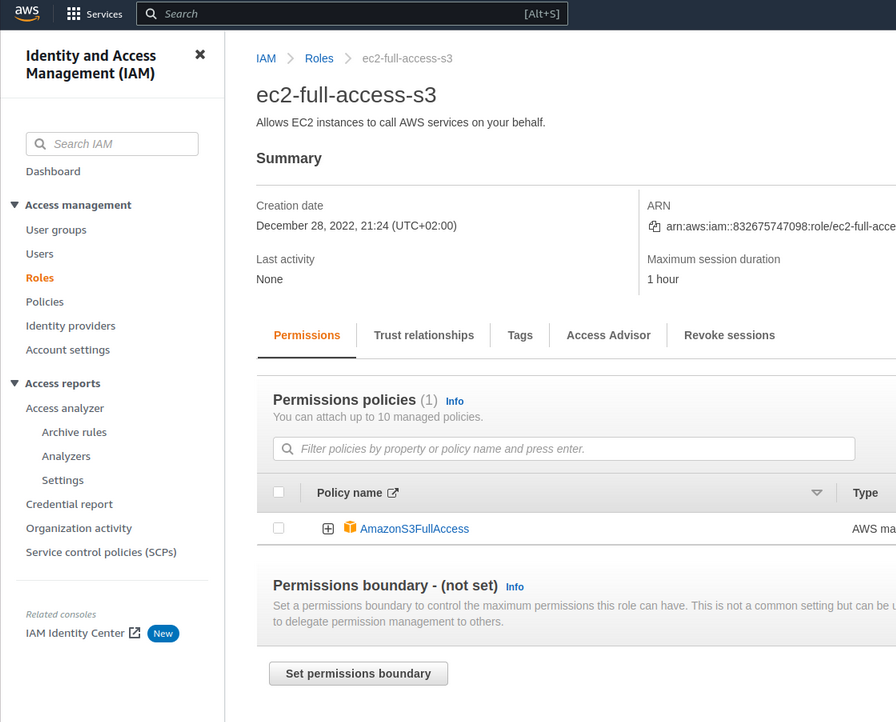 aws
Services
Search
[Alt+S]
Identity and Access
Management (IAM)
Search IAM
Dashboard
Access management
User groups
Users
Roles
Policies
Identity providers
Account settings
Access reports
Access analyzer
Archive rules
Analyzers
Settings
Credential report
Organization activity
Service control policies (SCPs)
Related consoles
IAM Identity Center
New
IAM
Roles
ec2-full-access-s3
ec2-full-access-s3
Allows EC2 instances to call AWS services on your behalf.
Summary
Creation date
December 28, 2022, 21:24 (UTC+02:00)
ARN
arn:aws:iam::832675747098:role/ec2-full-acce
Last activity
None
Maximum session duration
1 hour
Permissions
Trust relationships
Tags
Access Advisor
Revoke sessions
Permissions policies (1)
Info
You can attach up to 10 managed policies.
Filter policies by property or policy name and press enter.
Policy name
Type
AmazonS3FullAccess
AWS ma
Permissions boundary - (not set)
Info
Set a permissions boundary to control the maximum permissions this role can have. This is not a common setting but can be u
to delegate permission management to others.
Set permissions boundary